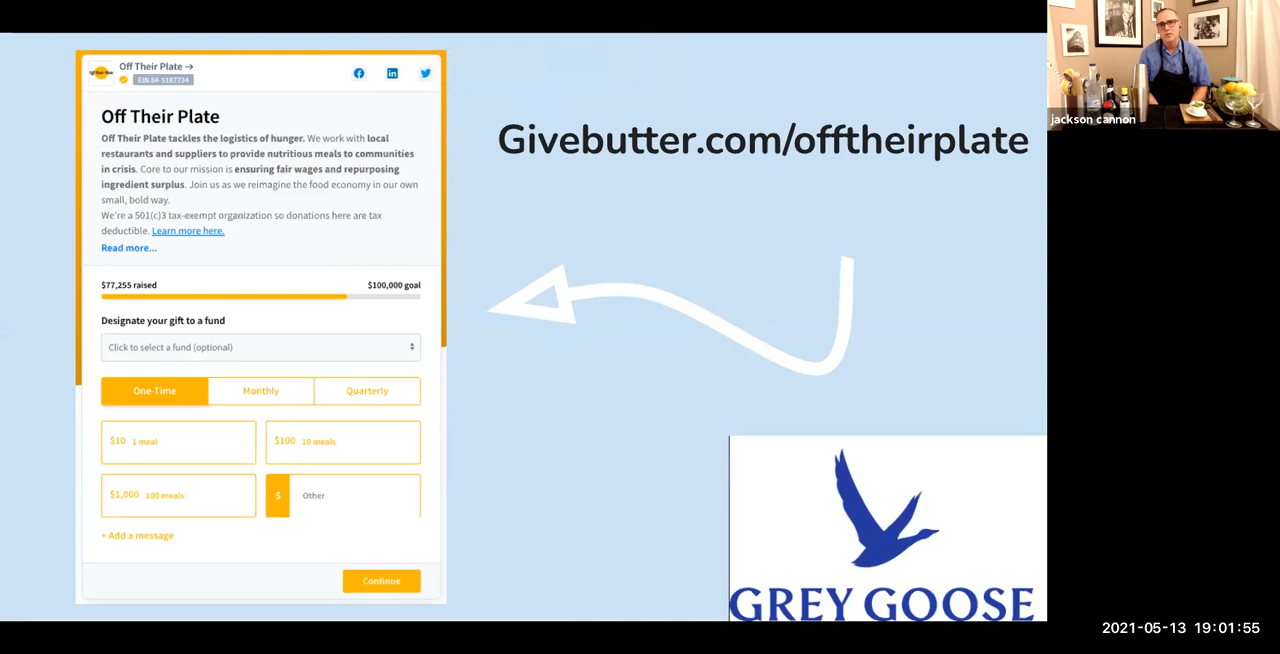 Off Their Plate →
EIN 84-5187734
Off Their Plate
Off Their Plate tackles the logistics of hunger. We work with local
restaurants and suppliers to provide nutritious meals to communities
in crisis. Core to our mission is ensuring fair wages and repurposing
ingredient surplus. Join us as we reimagine the food economy in our own
small, bold way.
We're a 501(c)3 tax-exempt organization so donations here are tax
deductible. Learn more here.
Read more...
$77,255 raised
$100,000 goal
Designate your gift to a fund
Click to select a fund (optional)
One-Time
Monthly
Quarterly
$10 1 meal
$100 10 meals
$1,000 100 meals
$ Other
+ Add a message
Continue
Givebutter.com/offtheirplate
GREY GOOSE
jackson cannon
2021-05-13 19:01:55